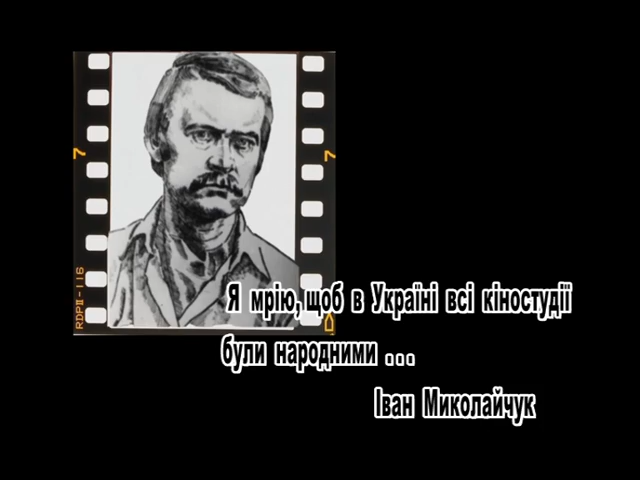 7
7
RDPII-116
Я мрію, щоб в Україні всі кіностудії
були народними . . .
Іван Миколайчук